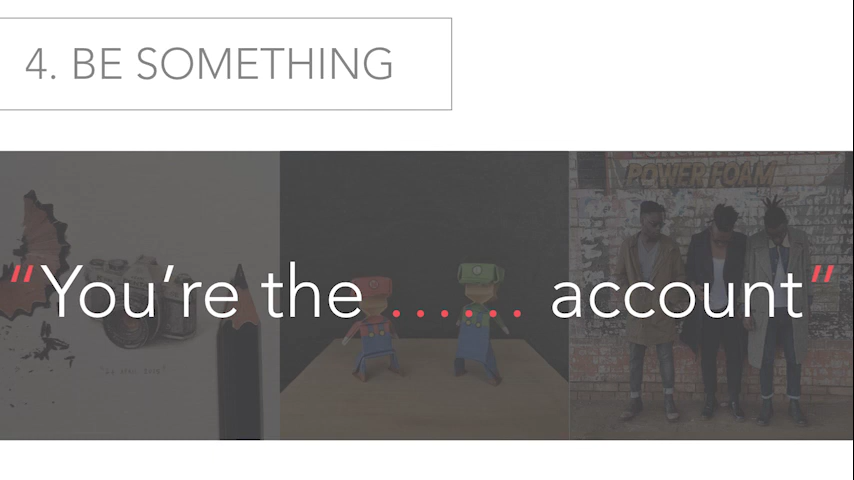 4. BE SOMETHING
POWER FOAM
“You’re the ...... account”